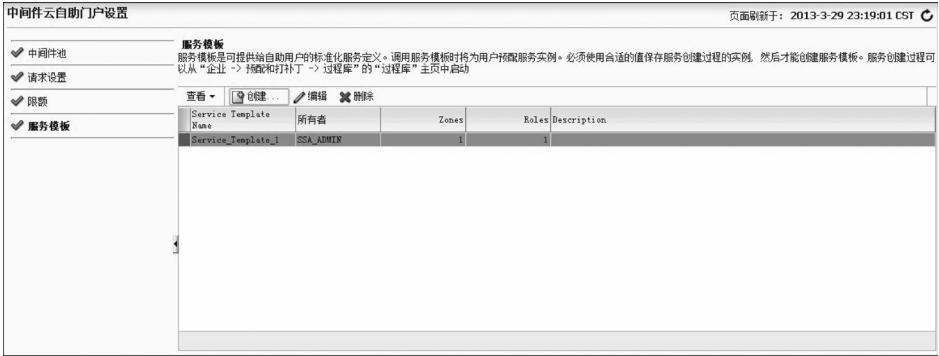 中间件云自助门户设置
页面刷新于： 2013-3-29 23:19:01 CST
中间件池
请求设置
限额
服务模板
服务模板
服务模板是可提供给自助用户的标准化服务定义。调用服务模板时将为用户预配服务实例。必须使用合适的值保存服务创建过程的实例, 然后才能创建服务模板。服务创建过程可
以从“企业 -> 预配和打补丁 -> 过程库”的“过程库”主页中启动
查看 创建... 编辑 删除
Service Template Name 所有者 Zones Roles Description
Service_Template_1 SSA_ADMIN 1 1